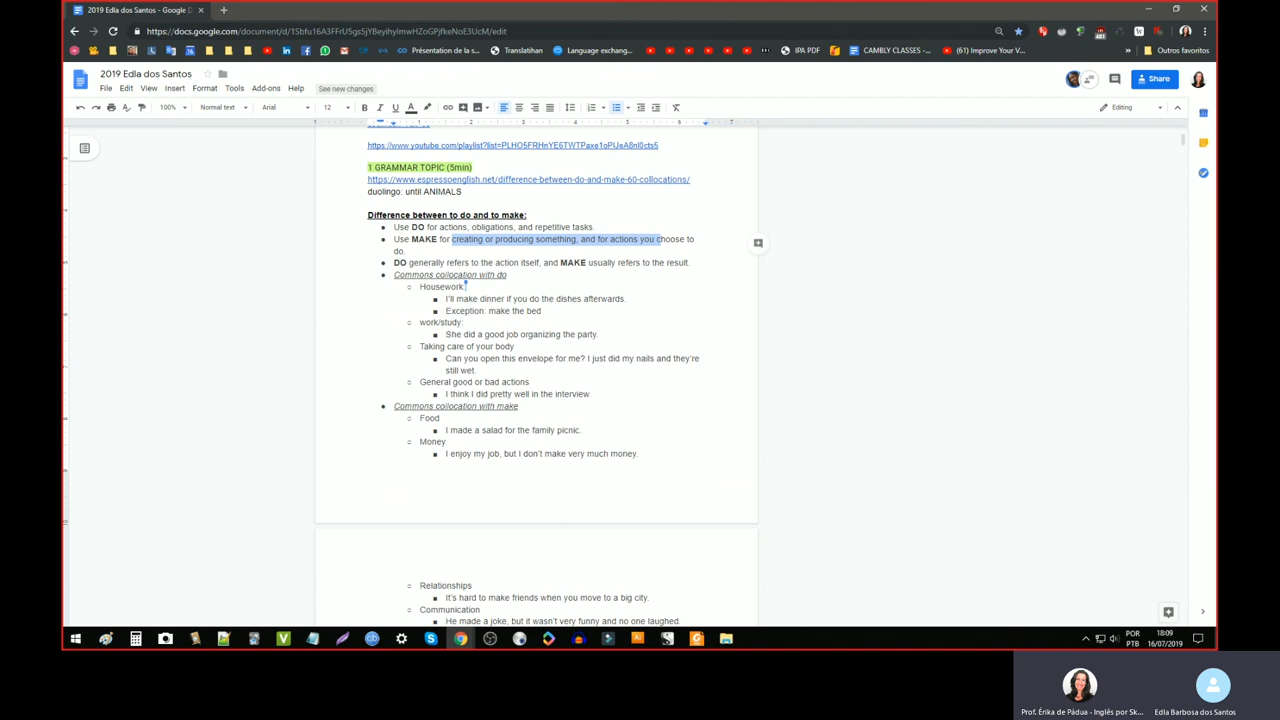 2019 Edla dos Santos - Google D
https://docs.google.com/document/d/1Sbfu16A3FFrU5gs5jYBeyihyImwHZoGPjfkeNoE3UcM/edit
Présentation de la s...
Translatihan
Language exchang...
IPA PDF
CAMBLY CLASSES -...
(61) Improve Your V...
»
Outros favoritos
2019 Edla dos Santos
File Edit View Insert Format Tools Add-ons Help
See new changes
Share
100%
Normal text
Arial
12
Editing
https://www.youtube.com/playlist?list=PLHO5FRHnYE6TWTPaxe1oPIJeA8nI0cts5
1 GRAMMAR TOPIC (5min)
https://www.espressoenglish.net/difference-between-do-and-make-60-collocations/
duolingo: until ANIMALS
Difference between to do and to make:
● Use DO for actions, obligations, and repetitive tasks.
● Use MAKE for creating or producing something, and for actions you choose to
do.
● DO generally refers to the action itself, and MAKE usually refers to the result.
● Commons collocation with do
○ Housework
■ I'll make dinner if you do the dishes afterwards.
■ Exception: make the bed
○ work/study:
■ She did a good job organizing the party.
○ Taking care of your body
■ Can you open this envelope for me? I just did my nails and they're
still wet.
○ General good or bad actions
■ I think I did pretty well in the interview.
● Commons collocation with make
○ Food
■ I made a salad for the family picnic.
○ Money
■ I enjoy my job, but I don't make very much money.
○ Relationships
■ It's hard to make friends when you move to a big city.
○ Communication
■ He made a joke, but it wasn't very funny and no one laughed.
POR
PTB
18:09
16/07/2019
Prof. Érika de Pádua - Inglês por Sk...
Edla Barbosa dos Santos